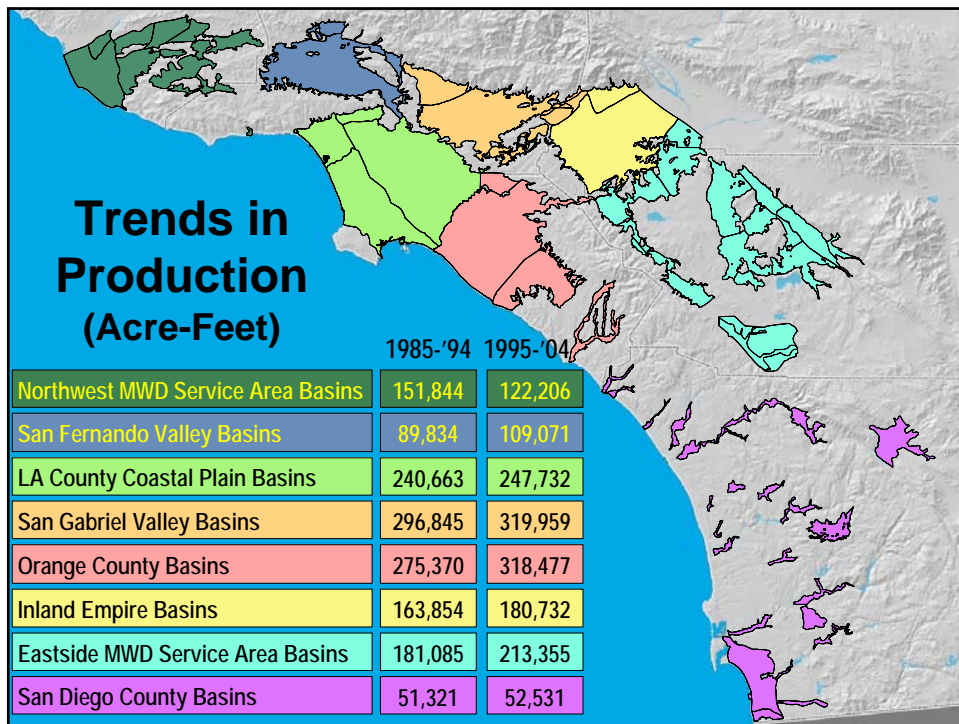 Trends in
Production
(Acre-Feet)
1985-'94 1995-'04
Northwest MWD Service Area Basins 151,844 122,206
San Fernando Valley Basins 89,834 109,071
LA County Coastal Plain Basins 240,663 247,732
San Gabriel Valley Basins 296,845 319,959
Orange County Basins 275,370 318,477
Inland Empire Basins 163,854 180,732
Eastside MWD Service Area Basins 181,085 213,355
San Diego County Basins 51,321 52,531